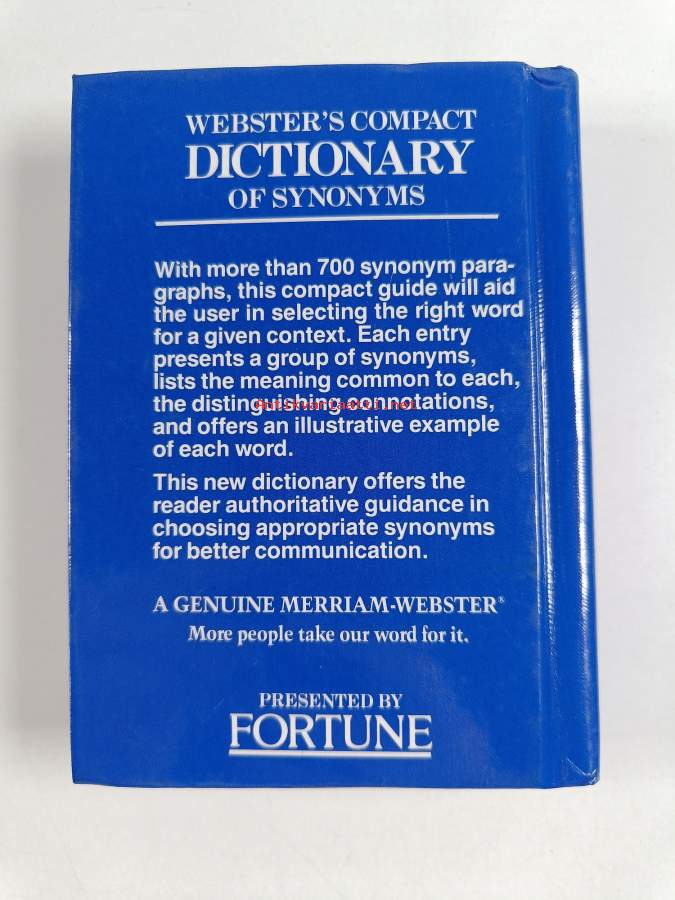 WEBSTER'S COMPACT
DICTIONARY
OF SYNONYMS
With more than 700 synonym para-
graphs, this compact guide will aid
the user in selecting the right word
for a given context. Each entry
presents a group of synonyms,
lists the meaning common to each,
the distinguishing connotations,
Antikvariaatti.net
and offers an illustrative example
of each word.
This new dictionary offers the
reader authoritative guidance in
choosing appropriate synonyms
for better communication.
A GENUINE MERRIAM-WEBSTER®
More people take our word for it.
PRESENTED BY
FORTUNE